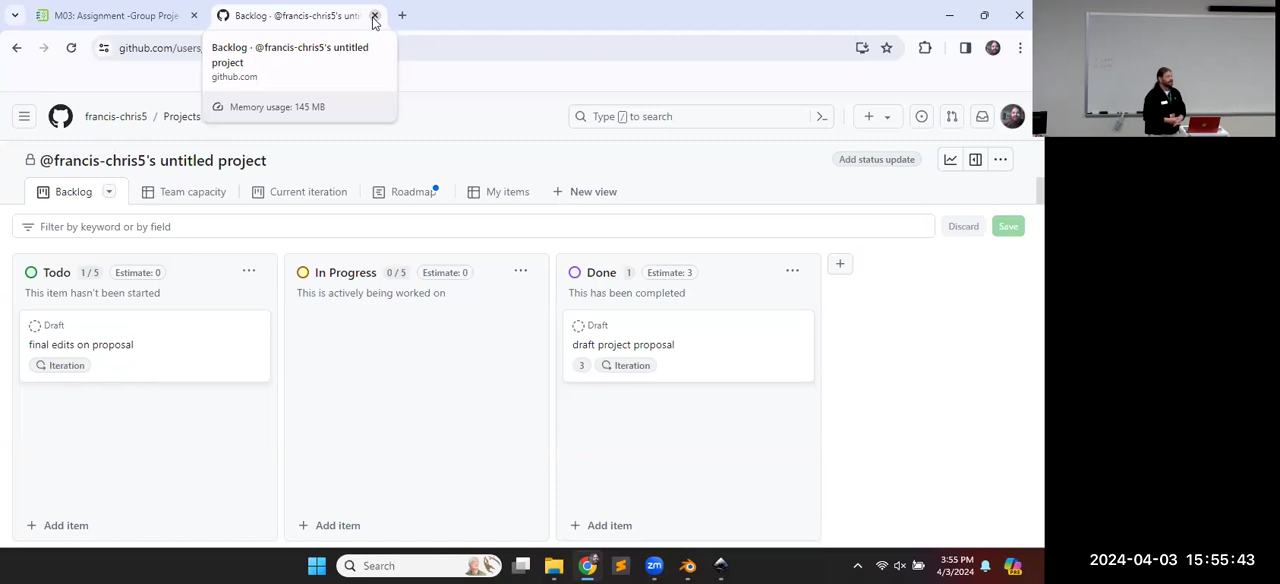 M03: Assignment -Group Proje
Backlog · @francis-chris5's unti
github.com/users,
Backlog · @francis-chris5's untitled
project
github.com
Memory usage: 145 MB
francis-chris5 / Projects
Type / to search
@francis-chris5's untitled project
Add status update
Backlog
Team capacity
Current iteration
Roadmap
My items
New view
Filter by keyword or by field
Discard
Save
Todo 1 / 5 Estimate: 0
This item hasn't been started
Draft
final edits on proposal
Iteration
Add item
In Progress 0 / 5 Estimate: 0
This is actively being worked on
Add item
Done 1 Estimate: 3
This has been completed
Draft
draft project proposal
3 Iteration
Add item
Search
3:55 PM
4/3/2024
2024-04-03 15:55:43